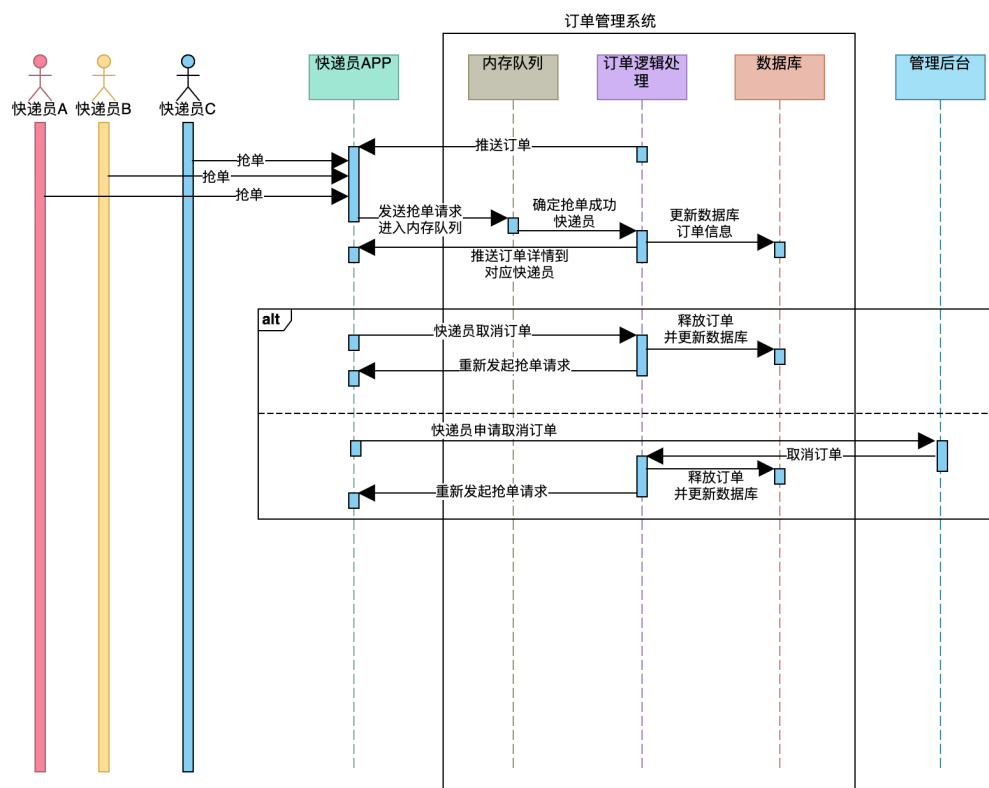 订单管理系统
快递员A
快递员B
快递员C
快递员APP
内存队列
订单逻辑处
理
数据库
管理后台
推送订单
抢单
抢单
抢单
发送抢单请求
进入内存队列
确定抢单成功
快递员
更新数据库
订单信息
推送订单详情到
对应快递员
alt
快递员取消订单
释放订单
并更新数据库
重新发起抢单请求
快递员申请取消订单
取消订单
释放订单
并更新数据库
重新发起抢单请求